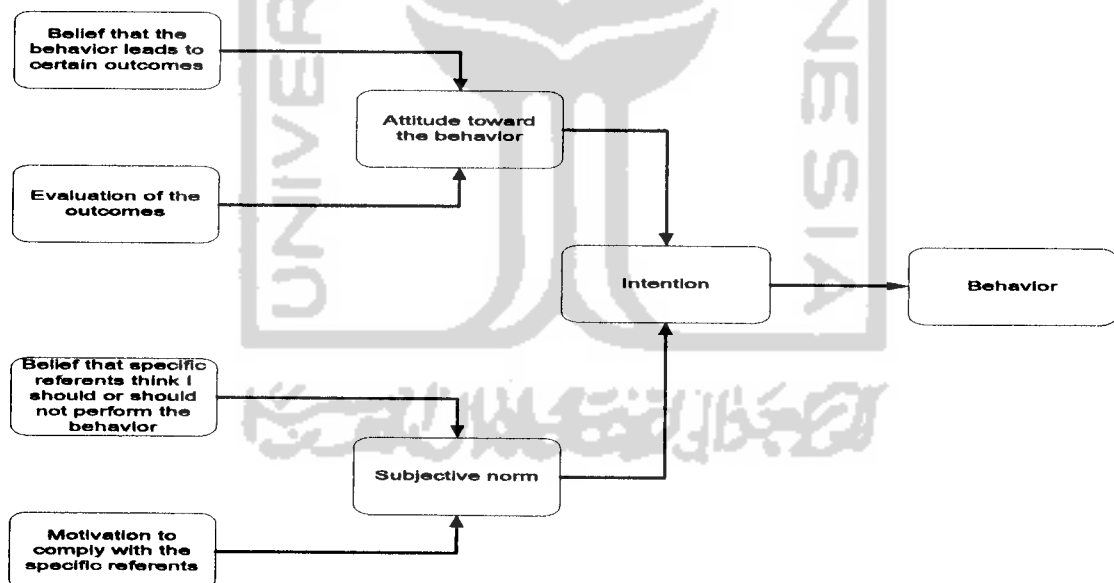 Belief that the
behavior leads to
certain outcomes
Attitude toward
the behavior
Evaluation of the
outcomes
Intention
Behavior
Belief that specific
referents think I
should or should
not perform the
behavior
Subjective norm
Motivation to
comply with the
specific referents
UNIVER
NESIA